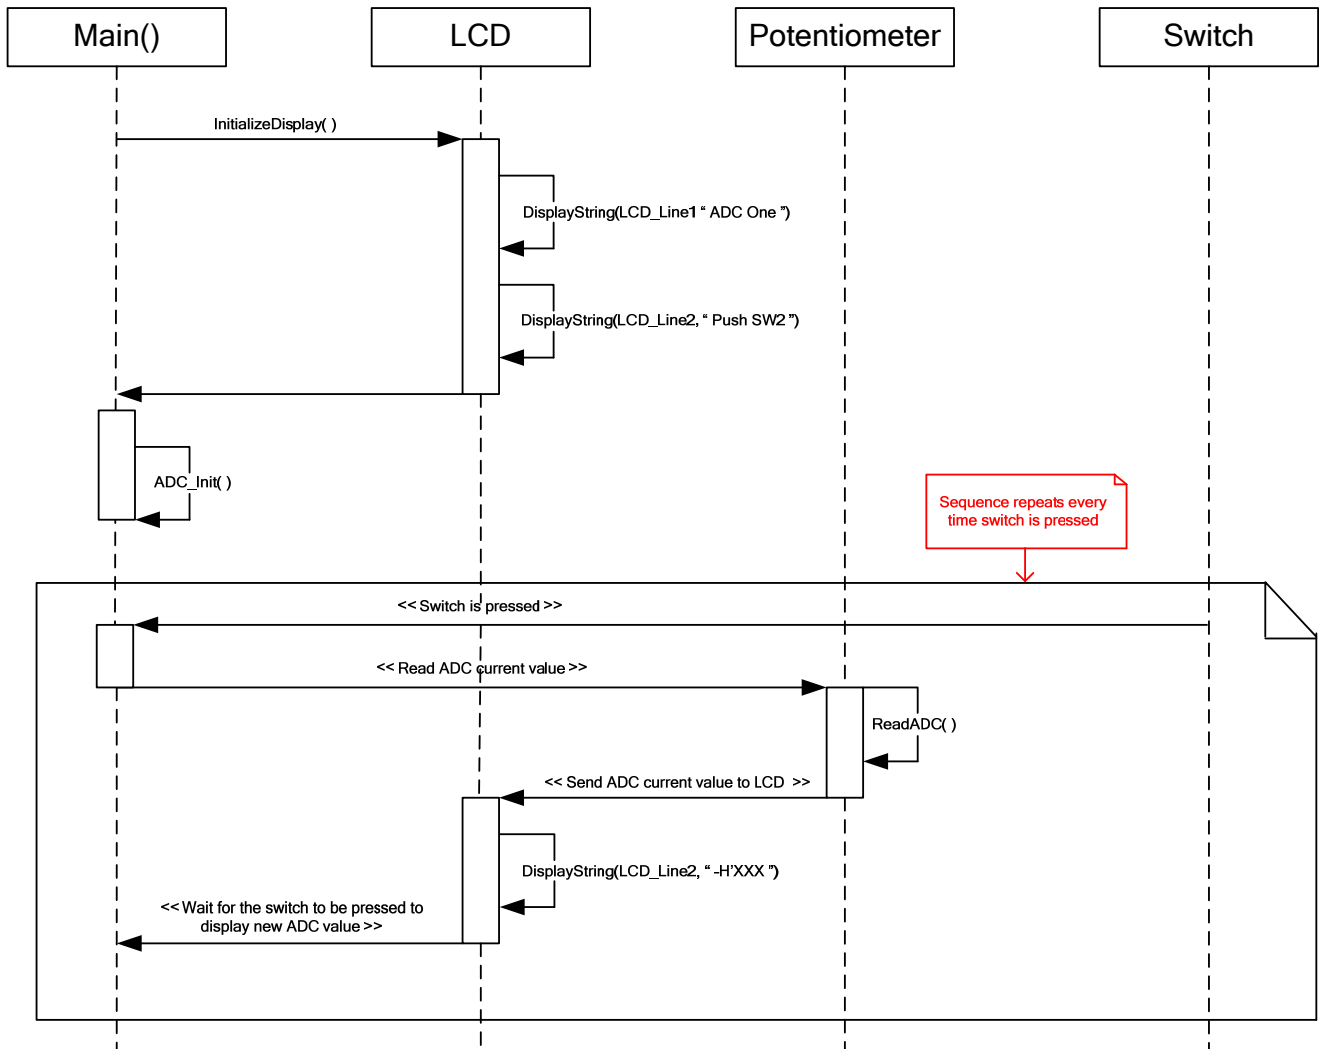 Main()
LCD
Potentiometer
Switch
InitializeDisplay( )
DisplayString(LCD_Line1 “ ADC One ”)
DisplayString(LCD_Line2, “ Push SW2 ”)
ADC_Init( )
Sequence repeats every
time switch is pressed
<< Switch is pressed >>
<< Read ADC current value >>
ReadADC( )
<< Send ADC current value to LCD >>
DisplayString(LCD_Line2, “ -H’XXX ”)
<< Wait for the switch to be pressed to
display new ADC value >>